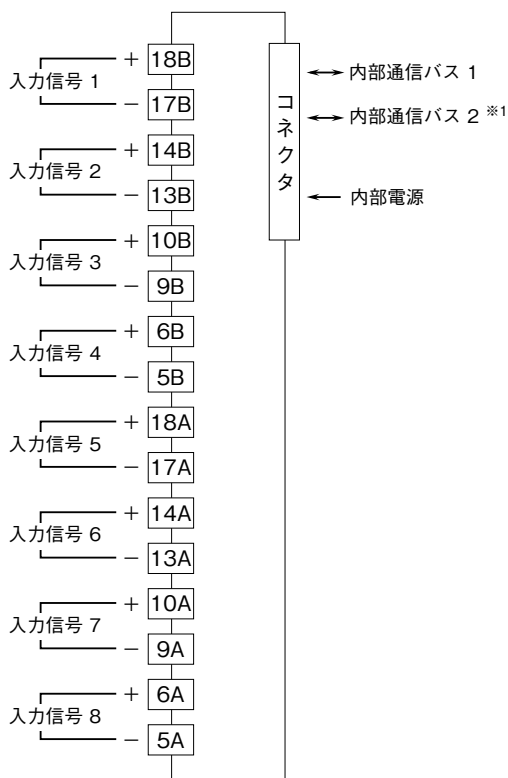 + 18B
入力信号 1
− 17B
+ 14B
入力信号 2
− 13B
+ 10B
入力信号 3
− 9B
+ 6B
入力信号 4
− 5B
+ 18A
入力信号 5
− 17A
+ 14A
入力信号 6
− 13A
+ 10A
入力信号 7
− 9A
+ 6A
入力信号 8
− 5A
コネクタ
内部通信バス 1
内部通信バス 2 ※1
内部電源